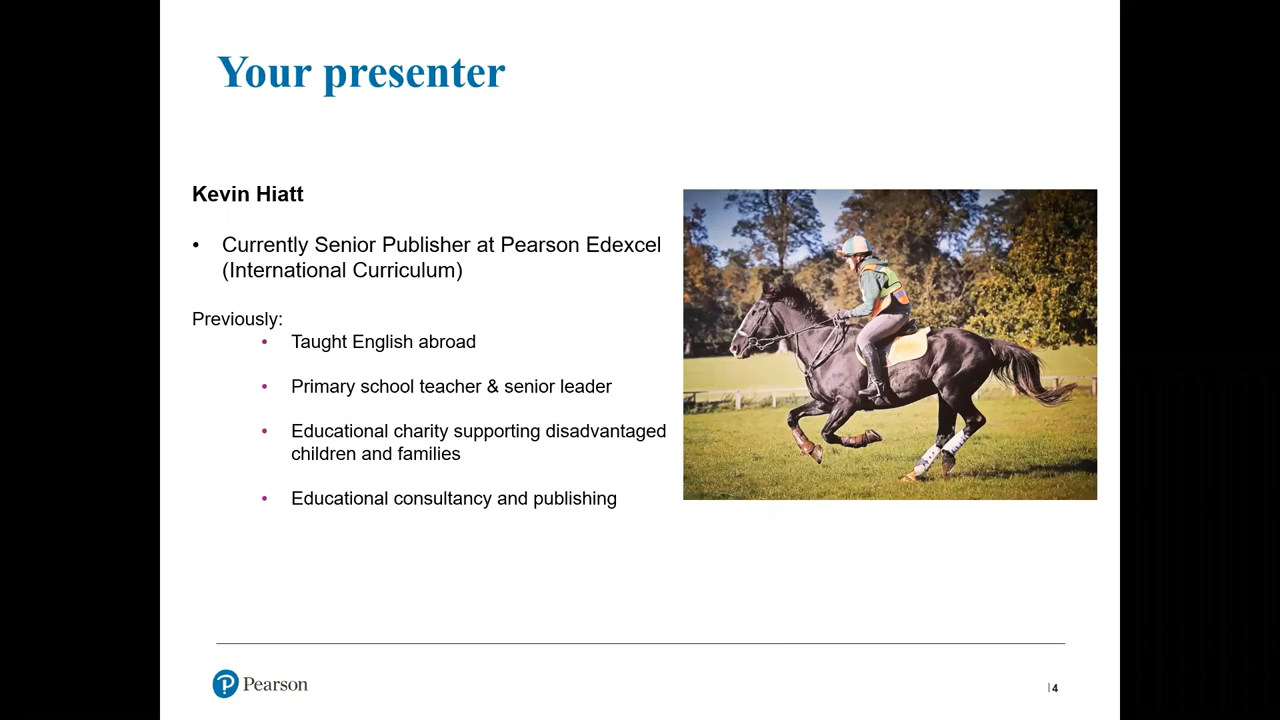 Your presenter
Kevin Hiatt
• Currently Senior Publisher at Pearson Edexcel
(International Curriculum)
Previously:
• Taught English abroad
• Primary school teacher & senior leader
• Educational charity supporting disadvantaged
children and families
• Educational consultancy and publishing
Pearson
| 4